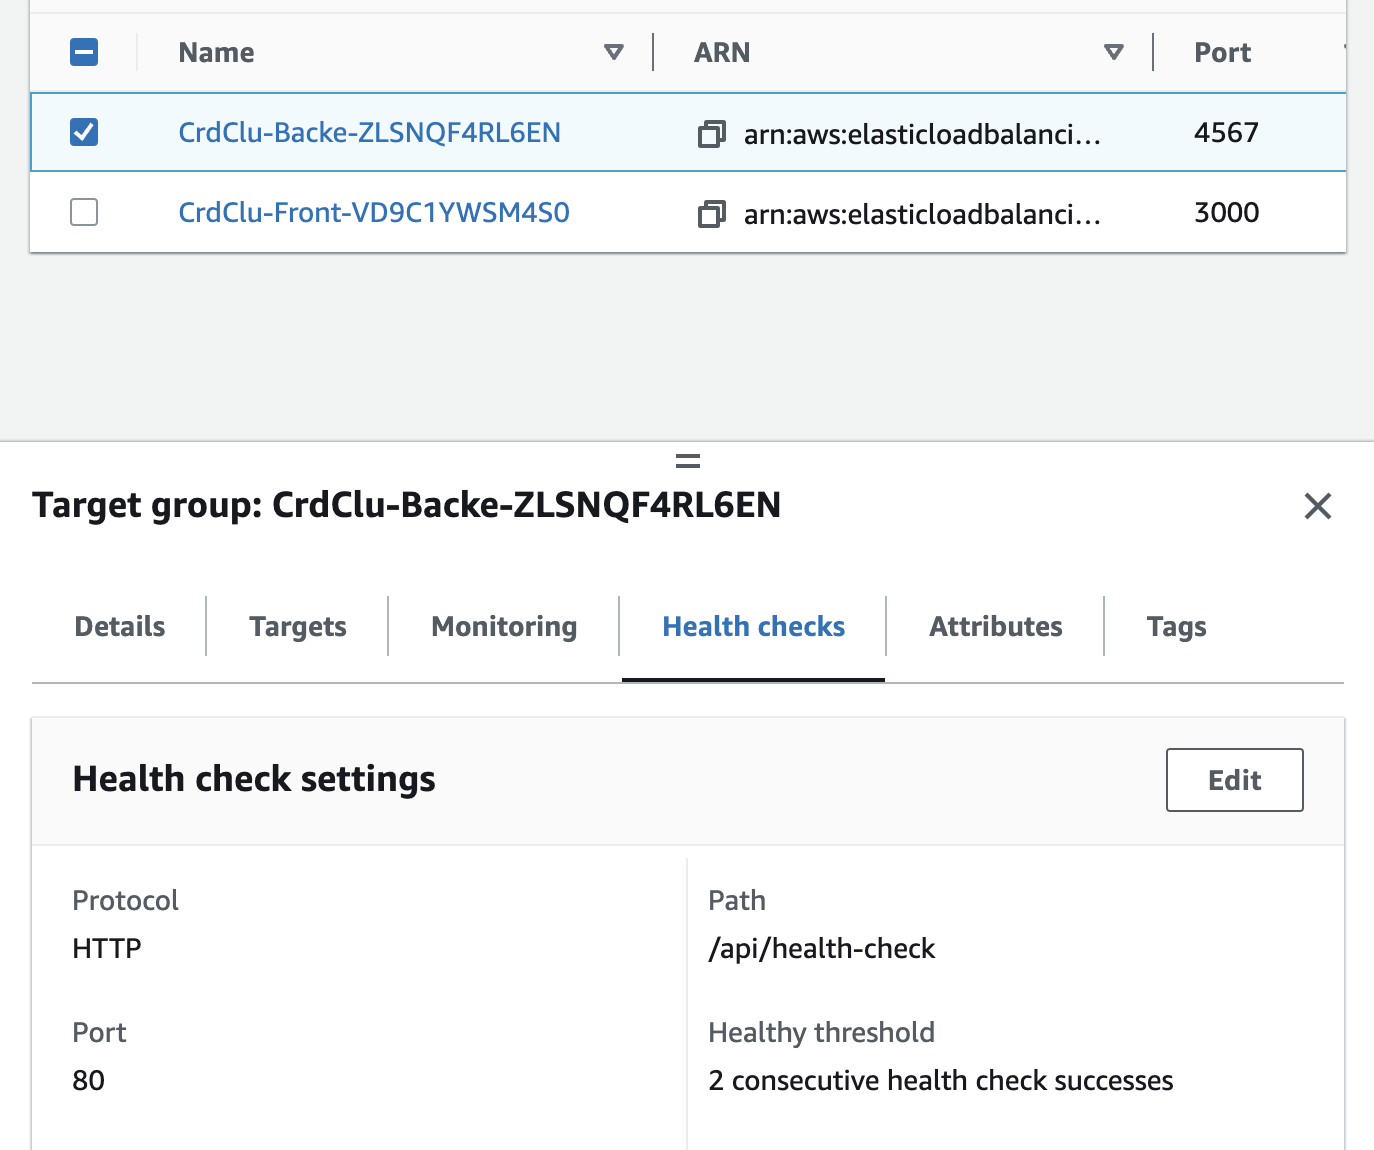 Name ARN Port
CrdClu-Backe-ZLSNQF4RL6EN arn:aws:elasticloadbalanci… 4567
CrdClu-Front-VD9C1YWSM4S0 arn:aws:elasticloadbalanci… 3000
Target group: CrdClu-Backe-ZLSNQF4RL6EN
Details Targets Monitoring Health checks Attributes Tags
Health check settings Edit
Protocol
HTTP
Path
/api/health-check
Port
80
Healthy threshold
2 consecutive health check successes